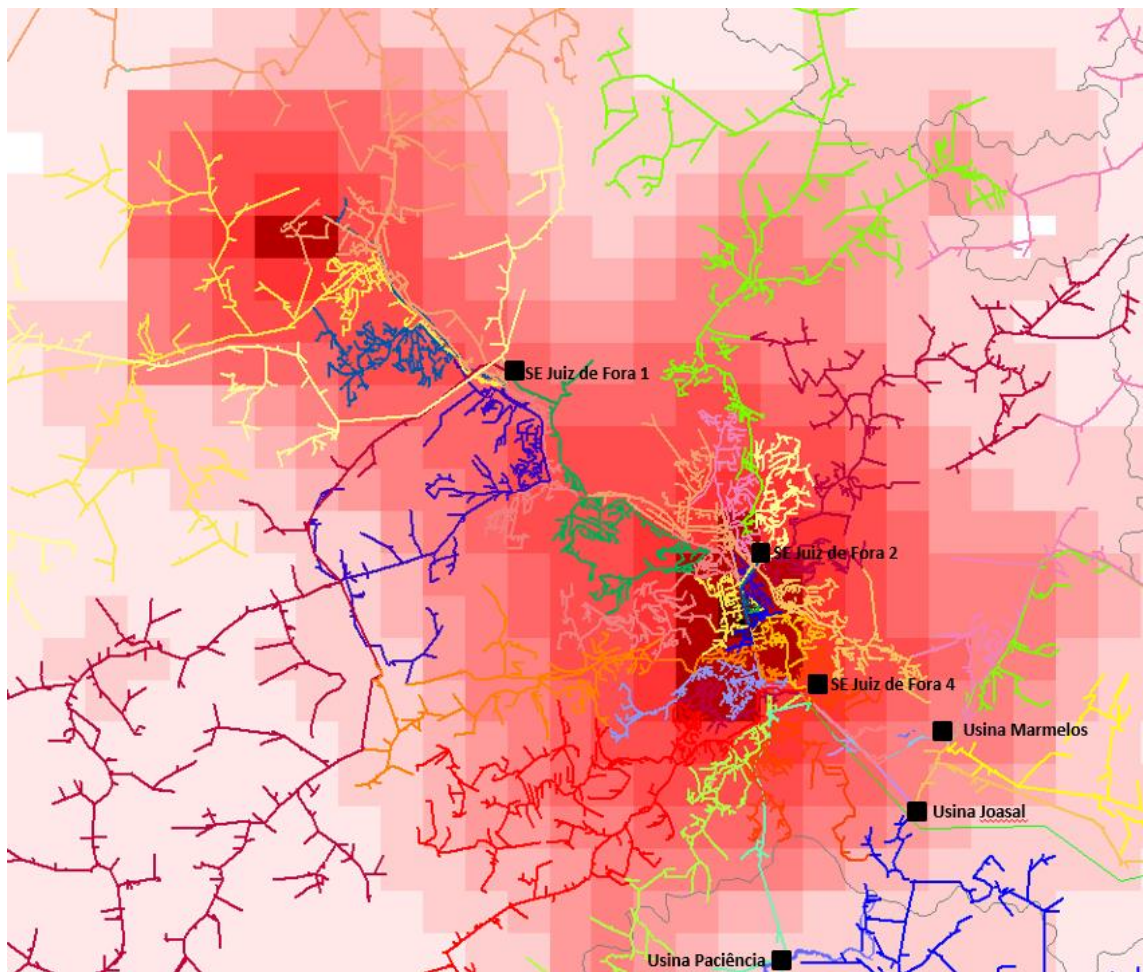 SE Juiz de Fora 1
SE Juiz de Fora 2
SE Juiz de Fora 4
Usina Marmelos
Usina Joasal
Usina Paciência